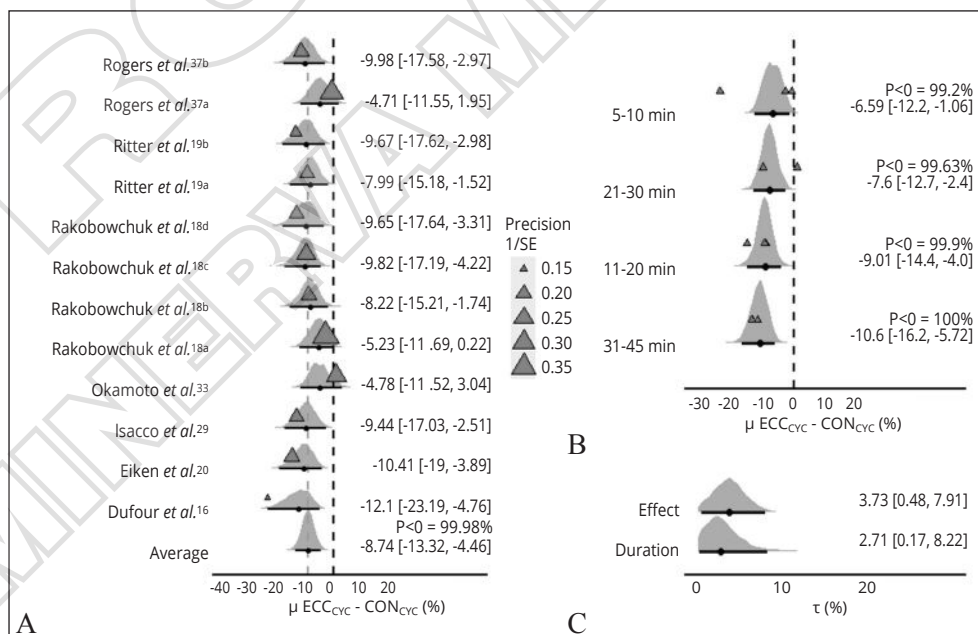 Rogers et al.37b -9.98 [-17.58, -2.97]
Rogers et al.37a -4.71 [-11.55, 1.95]
Ritter et al.19b -9.67 [-17.62, -2.98]
Ritter et al.19a -7.99 [-15.18, -1.52]
Rakobowchuk et al.18d -9.65 [-17.64, -3.31]
Rakobowchuk et al.18c -9.82 [-17.19, -4.22]
Rakobowchuk et al.18b -8.22 [-15.21, -1.74]
Rakobowchuk et al.18a -5.23 [-11 .69, 0.22]
Okamoto et al.33 -4.78 [-11.52, 3.04]
Isacco et al.29 -9.44 [-17.03, -2.51]
Eiken et al.20 -10.41 [-19, -3.89]
Dufour et al.16 -12.1 [-23.19, -4.76]
P<0 = 99.98%
Average -8.74 [-13.32, -4.46]
-40 -30 -20 -10 0 10 20 30 40
μ ECCCYC - CONCYC (%)
A
Precision
1/SE
0.15
0.20
0.25
0.30
0.35
P<0 = 99.2%
5-10 min -6.59 [-12.2, -1.06]
P<0 = 99.63%
21-30 min -7.6 [-12.7, -2.4]
P<0 = 99.9%
11-20 min -9.01 [-14.4, -4.0]
P<0 = 100%
31-45 min -10.6 [-16.2, -5.72]
-30 -20 -10 0 10 20
μ ECCCYC - CONCYC (%)
B
Effect 3.73 [0.48, 7.91]
Duration 2.71 [0.17, 8.22]
0 10 20
τ (%)
C
MINERVA